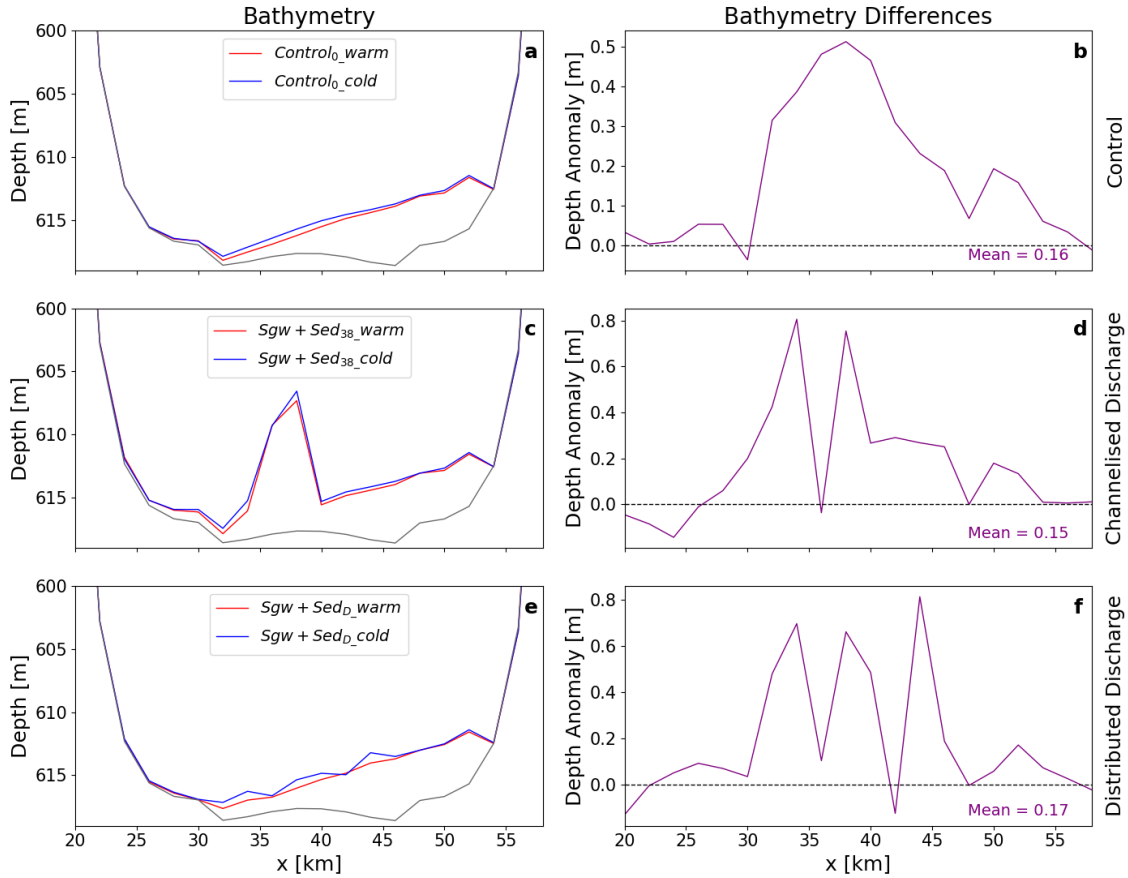 Bathymetry
Bathymetry Differences
600
605
610
615
Depth [m]
a
Control0_warm
Control0_cold
0.5
0.4
0.3
0.2
0.1
0.0
Depth Anomaly [m]
b
Mean = 0.16
Control
600
605
610
615
Depth [m]
c
Sgw + Sed38_warm
Sgw + Sed38_cold
0.8
0.6
0.4
0.2
0.0
Depth Anomaly [m]
d
Mean = 0.15
Channelised Discharge
600
605
610
615
Depth [m]
e
Sgw + SedD_warm
Sgw + SedD_cold
20 25 30 35 40 45 50 55
x [km]
0.8
0.6
0.4
0.2
0.0
Depth Anomaly [m]
f
Mean = 0.17
Distributed Discharge
20 25 30 35 40 45 50 55
x [km]